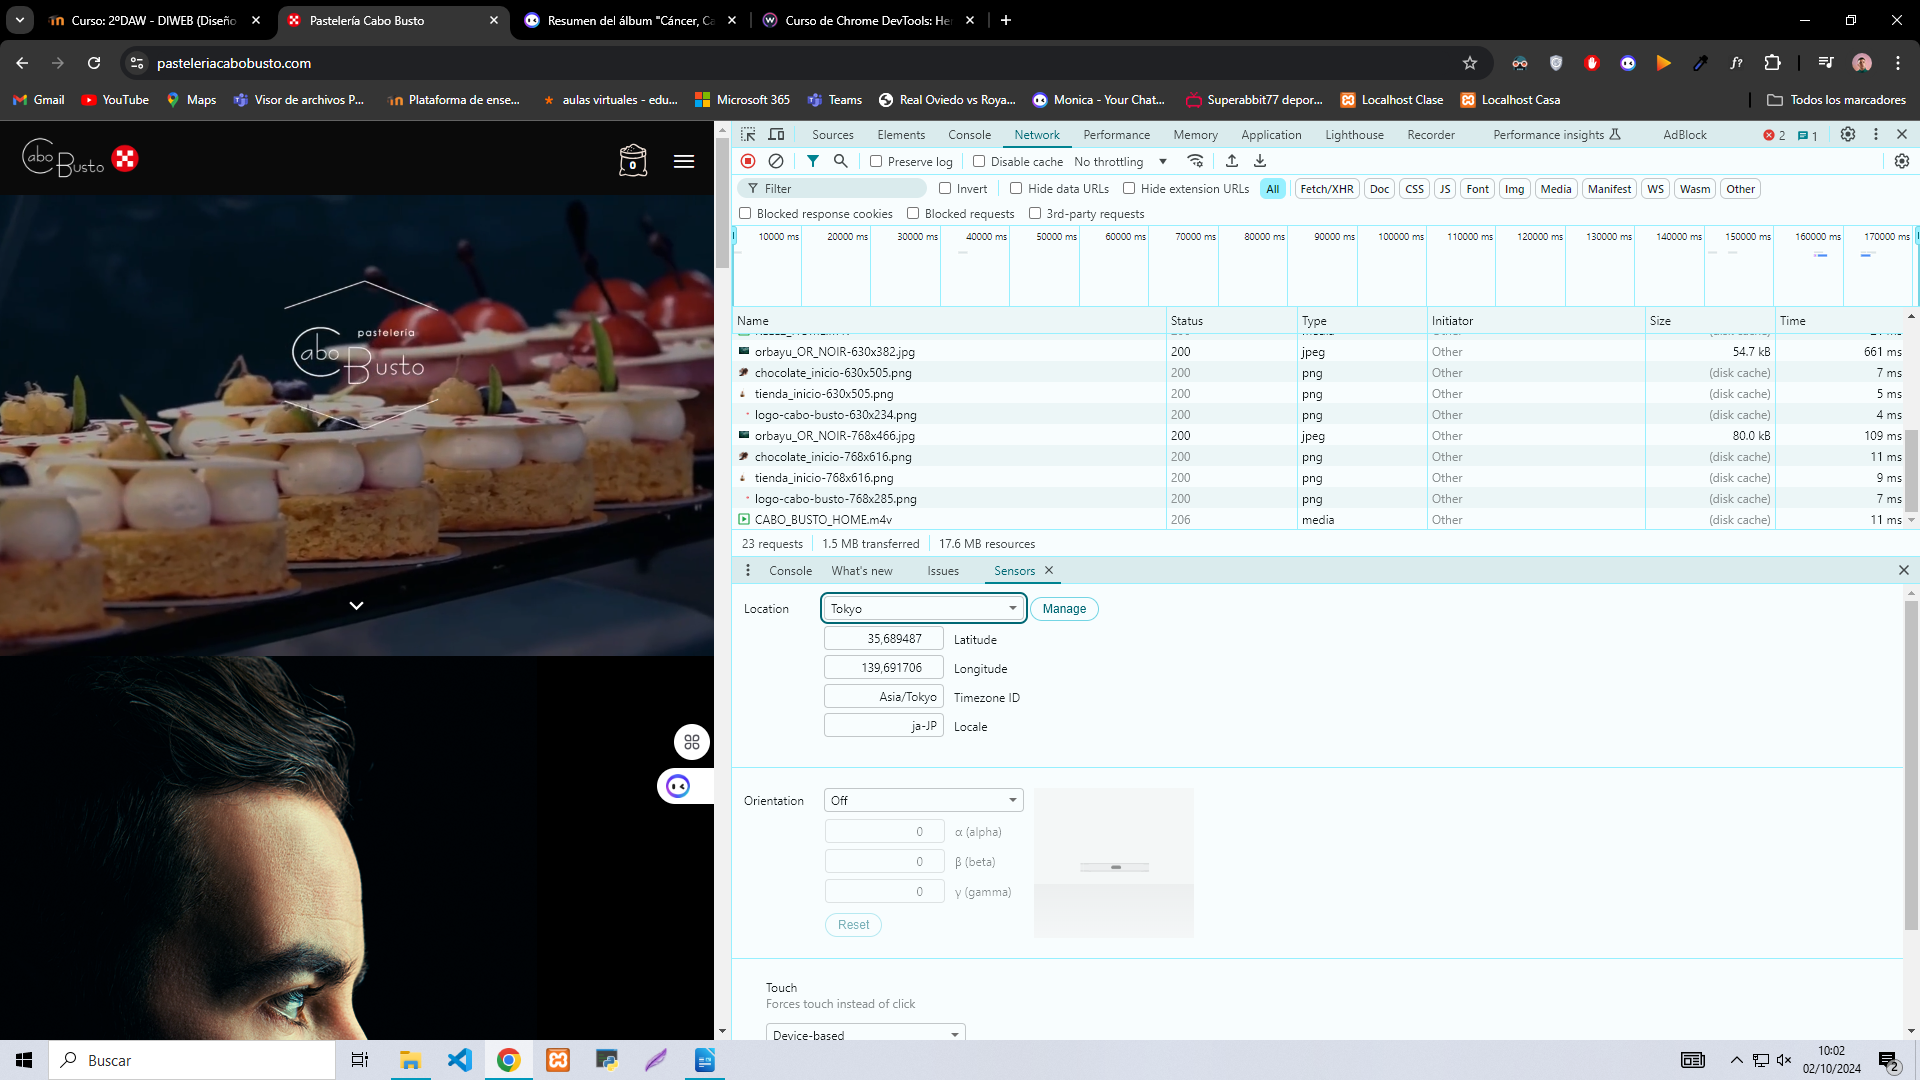 Curso: 2ºDAW - DIWEB (Diseño
Pastelería Cabo Busto
Resumen del álbum "Cáncer, Ca
Curso de Chrome DevTools: Her
pasteleriacabobusto.com
Gmail YouTube Maps Visor de archivos P... Plataforma de ense... aulas virtuales - edu... Microsoft 365 Teams Real Oviedo vs Roya... Monica - Your Chat... Superabbit77 depor... Localhost Clase Localhost Casa Todos los marcadores
Cabo Busto
0
pastelería
Cabo Busto
Sources Elements Console Network Performance Memory Application Lighthouse Recorder Performance insights AdBlock 2 1
Preserve log Disable cache No throttling
Filter Invert Hide data URLs Hide extension URLs All Fetch/XHR Doc CSS JS Font Img Media Manifest WS Wasm Other
Blocked response cookies Blocked requests 3rd-party requests
10000 ms 20000 ms 30000 ms 40000 ms 50000 ms 60000 ms 70000 ms 80000 ms 90000 ms 100000 ms 110000 ms 120000 ms 130000 ms 140000 ms 150000 ms 160000 ms 170000 ms
Name Status Type Initiator Size Time
orbayu_OR_NOIR-630x382.jpg 200 jpeg Other 54.7 kB 661 ms
chocolate_inicio-630x505.png 200 png Other (disk cache) 7 ms
tienda_inicio-630x505.png 200 png Other (disk cache) 5 ms
logo-cabo-busto-630x234.png 200 png Other (disk cache) 4 ms
orbayu_OR_NOIR-768x466.jpg 200 jpeg Other 80.0 kB 109 ms
chocolate_inicio-768x616.png 200 png Other (disk cache) 11 ms
tienda_inicio-768x616.png 200 png Other (disk cache) 9 ms
logo-cabo-busto-768x285.png 200 png Other (disk cache) 7 ms
CABO_BUSTO_HOME.m4v 206 media Other (disk cache) 11 ms
23 requests 1.5 MB transferred 17.6 MB resources
Console What's new Issues Sensors
Location Tokyo Manage
35,689487 Latitude
139,691706 Longitude
Asia/Tokyo Timezone ID
ja-JP Locale
Orientation Off
0 α (alpha)
0 β (beta)
0 γ (gamma)
Reset
Touch
Forces touch instead of click
Device-based
Buscar
10:02
02/10/2024
2